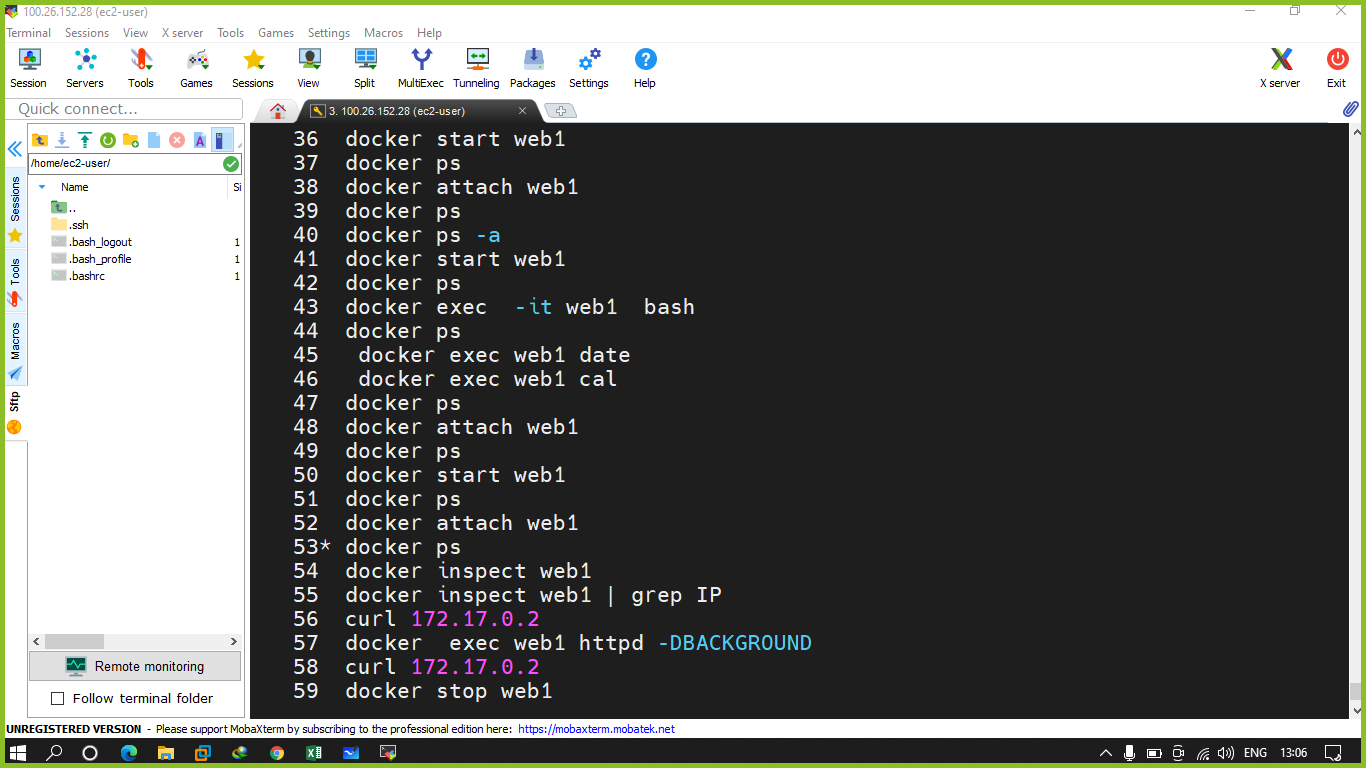 100.26.152.28 (ec2-user)
Terminal Sessions View X server Tools Games Settings Macros Help
Session Servers Tools Games Sessions View Split MultiExec Tunneling Packages Settings Help X server Exit
Quick connect...
3. 100.26.152.28 (ec2-user)
/home/ec2-user/
Name Si
..
.ssh
.bash_logout 1
.bash_profile 1
.bashrc 1
Sessions
Tools
Macros
Sftp
36 docker start web1
37 docker ps
38 docker attach web1
39 docker ps
40 docker ps -a
41 docker start web1
42 docker ps
43 docker exec  -it web1  bash
44 docker ps
45  docker exec web1 date
46  docker exec web1 cal
47 docker ps
48 docker attach web1
49 docker ps
50 docker start web1
51 docker ps
52 docker attach web1
53* docker ps
54 docker inspect web1
55 docker inspect web1 | grep IP
56 curl 172.17.0.2
57 docker  exec web1 httpd -DBACKGROUND
58 curl 172.17.0.2
59 docker stop web1
Remote monitoring
Follow terminal folder
UNREGISTERED VERSION - Please support MobaXterm by subscribing to the professional edition here: https://mobaxterm.mobatek.net
ENG 13:06